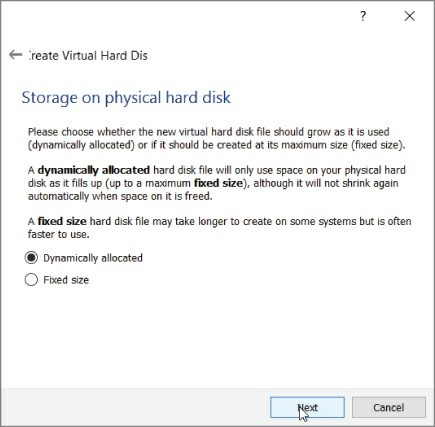 ?
← :reate Virtual Hard Dis
Storage on physical hard disk
Please choose whether the new virtual hard disk file should grow as it is used
(dynamically allocated) or if it should be created at its maximum size (fixed size).
A dynamically allocated hard disk file will only use space on your physical hard
disk as it fills up (up to a maximum fixed size), although it will not shrink again
automatically when space on it is freed.
A fixed size hard disk file may take longer to create on some systems but is often
faster to use.
Dynamically allocated
Fixed size
Next
Cancel